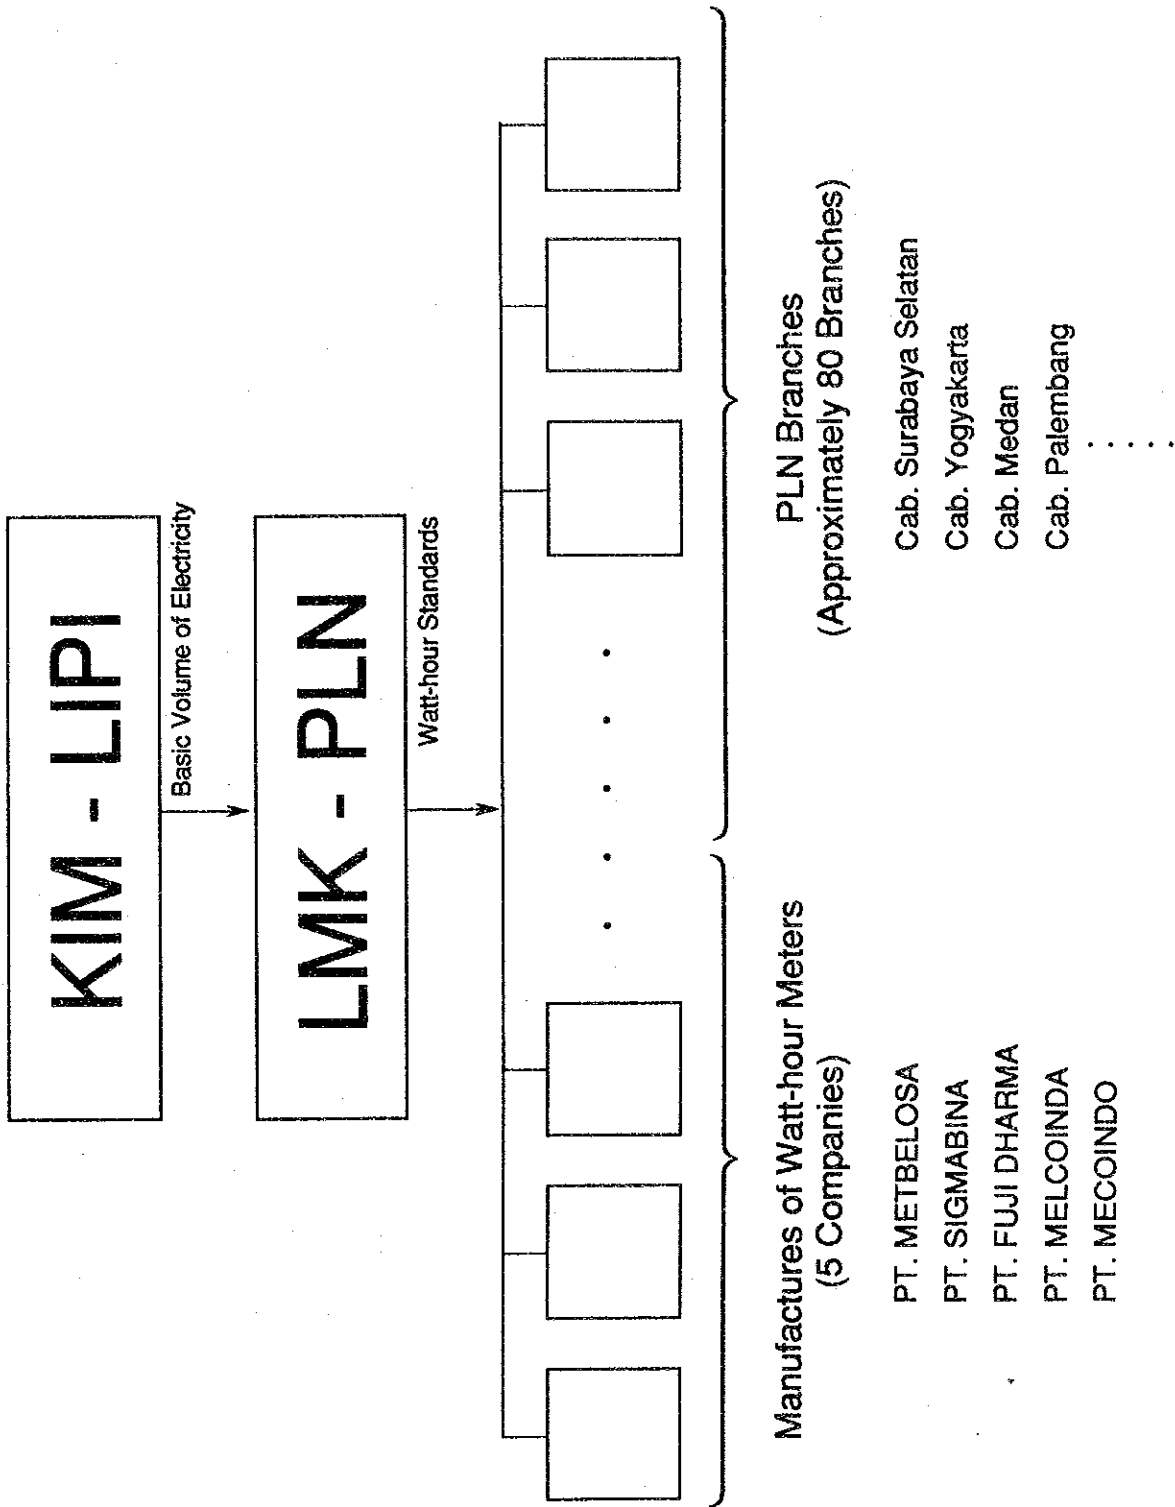 KIM - LIPI
Basic Volume of Electricity
LMK - PLN
Watt-hour Standards
Manufactures of Watt-hour Meters
(5 Companies)
PT. METBELOSA
PT. SIGMABINA
PT. FUJI DHARMA
PT. MELCOINDA
PT. MECOINDO
PLN Branches
(Approximately 80 Branches)
Cab. Surabaya Selatan
Cab. Yogyakarta
Cab. Medan
Cab. Palembang